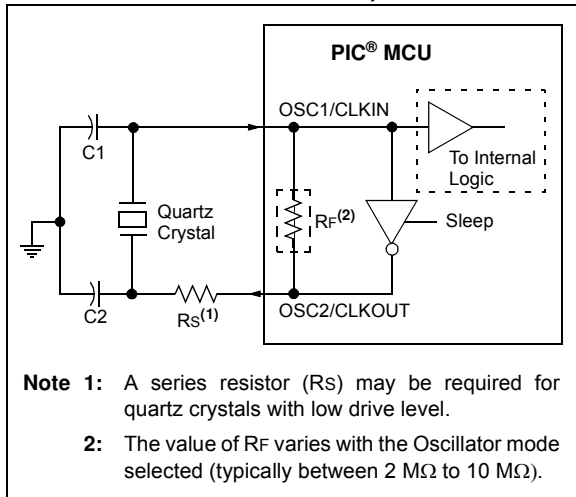 PIC® MCU
OSC1/CLKIN
C1
To Internal
Logic
Quartz
Crystal
RF(2)
Sleep
C2
RS(1)
OSC2/CLKOUT
Note 1: A series resistor (RS) may be required for
quartz crystals with low drive level.
2: The value of RF varies with the Oscillator mode
selected (typically between 2 MΩ to 10 MΩ).